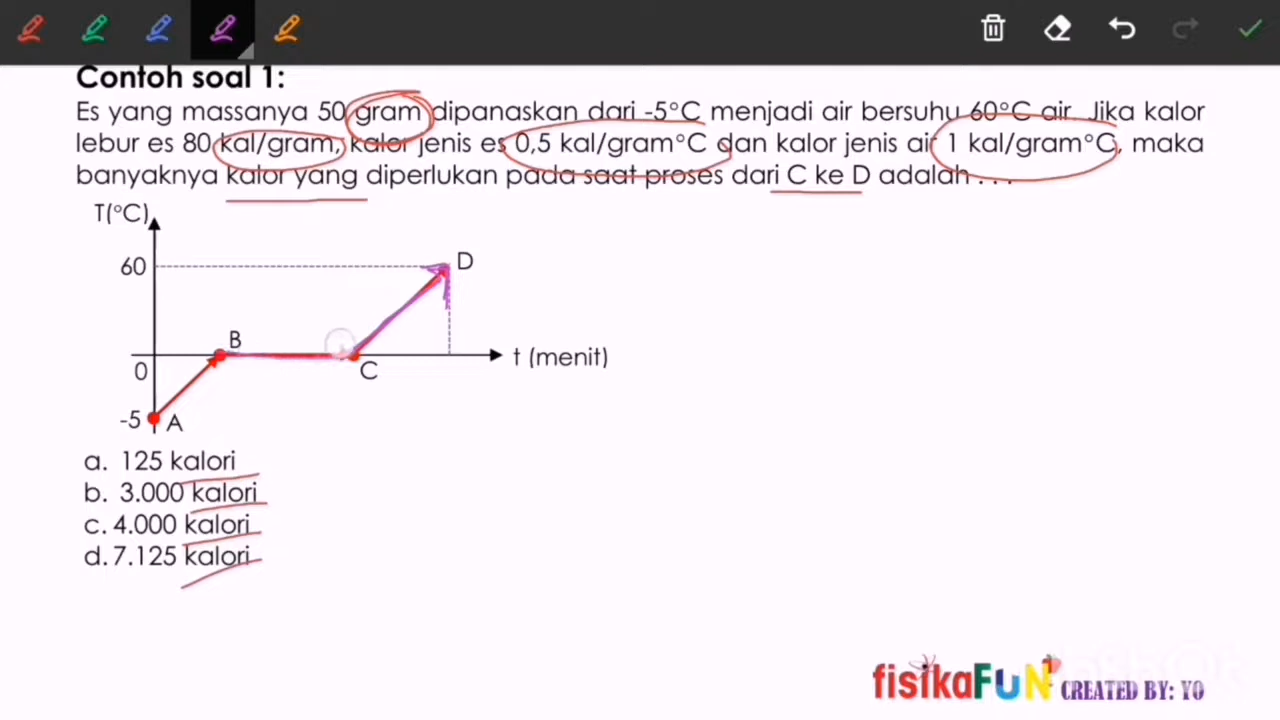 Contoh soal 1:
Es yang massanya 50 gram dipanaskan dari -5°C menjadi air bersuhu 60°C air. Jika kalor
lebur es 80 kal/gram, kalor jenis es 0,5 kal/gram°C dan kalor jenis air 1 kal/gram°C, maka
banyaknya kalor yang diperlukan pada saat proses dari C ke D adalah . . .
T(°C)
60
D
B
0
C
t (menit)
-5
A
a. 125 kalori
b. 3.000 kalori
c. 4.000 kalori
d. 7.125 kalori
fisikaFUN CREATED BY: YO